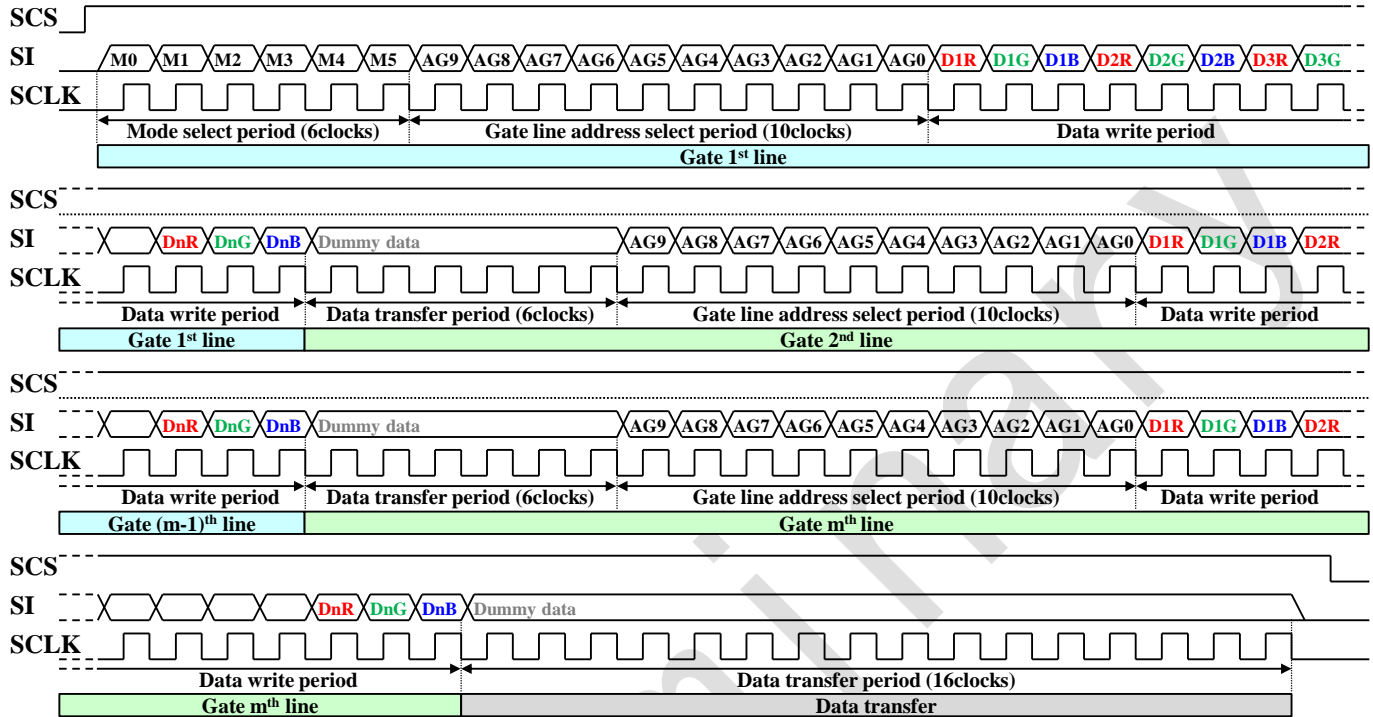 SCS
SI M0 M1 M2 M3 M4 M5 AG9 AG8 AG7 AG6 AG5 AG4 AG3 AG2 AG1 AG0 D1R D1G D1B D2R D2G D2B D3R D3G
SCLK
Mode select period (6clocks) Gate line address select period (10clocks) Data write period
Gate 1st line
SCS
SI DnR DnG DnB Dummy data AG9 AG8 AG7 AG6 AG5 AG4 AG3 AG2 AG1 AG0 D1R D1G D1B D2R
SCLK
Data write period Data transfer period (6clocks) Gate line address select period (10clocks) Data write period
Gate 1st line Gate 2nd line
SCS
SI DnR DnG DnB Dummy data AG9 AG8 AG7 AG6 AG5 AG4 AG3 AG2 AG1 AG0 D1R D1G D1B D2R
SCLK
Data write period Data transfer period (6clocks) Gate line address select period (10clocks) Data write period
Gate (m-1)th line Gate mth line
SCS
SI DnR DnG DnB Dummy data
SCLK
Data write period Data transfer period (16clocks)
Gate mth line Data transfer
minary